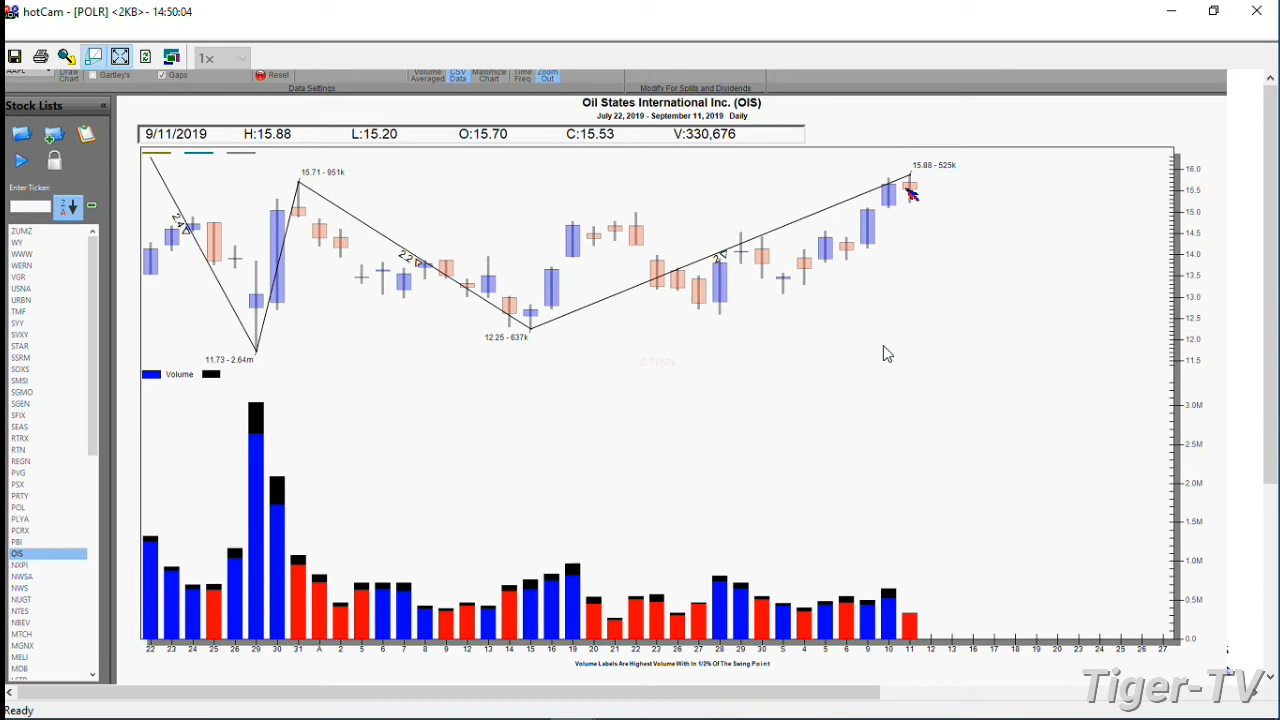 hotCam - [POLR] <2KB> - 14:50:04
1x
AAPL
Draw
Chart
Gartley's
Gaps
Reset
Volume
Averaged
CSV
Data
Maximize
Chart
Time
Freq
Zoom
Out
Data Settings
Modify For Splits and Dividends
Stock Lists
Enter Ticker:
ZUMZ
WY
WWW
WERN
VGR
USNA
URBN
TMF
SYY
SVXY
STAR
SSRM
SOXS
SMSI
SGMO
SGEN
SFIX
SEAS
RTRX
RTN
REGN
PVG
PSX
PRTY
POL
PLYA
PCRX
PBI
OIS
NXPI
NWSA
NWS
NUGT
NTES
NBEV
MTCH
MGNX
MELI
MDB
Oil States International Inc. (OIS)
July 22, 2019 - September 11, 2019 Daily
9/11/2019 H:15.88 L:15.20 O:15.70 C:15.53 V:330,676
15.71 - 951k
15.88 - 525k
2.2
12.25 - 637k
11.73 - 2.64m
© TFNN
Volume
16.0
15.5
15.0
14.5
14.0
13.5
13.0
12.5
12.0
11.5
3.0M
2.5M
2.0M
1.5M
1.0M
0.5M
0.0
22 23 24 25 26 29 30 31 A 2 5 6 7 8 9 12 13 14 15 16 19 20 21 22 23 26 27 28 29 30 S 4 5 6 9 10 11 12 13 16 17 18 19 20 23 24 25 26 27
Volume Labels Are Highest Volume With In 1/2% Of The Swing Point
Tiger-TV
Ready